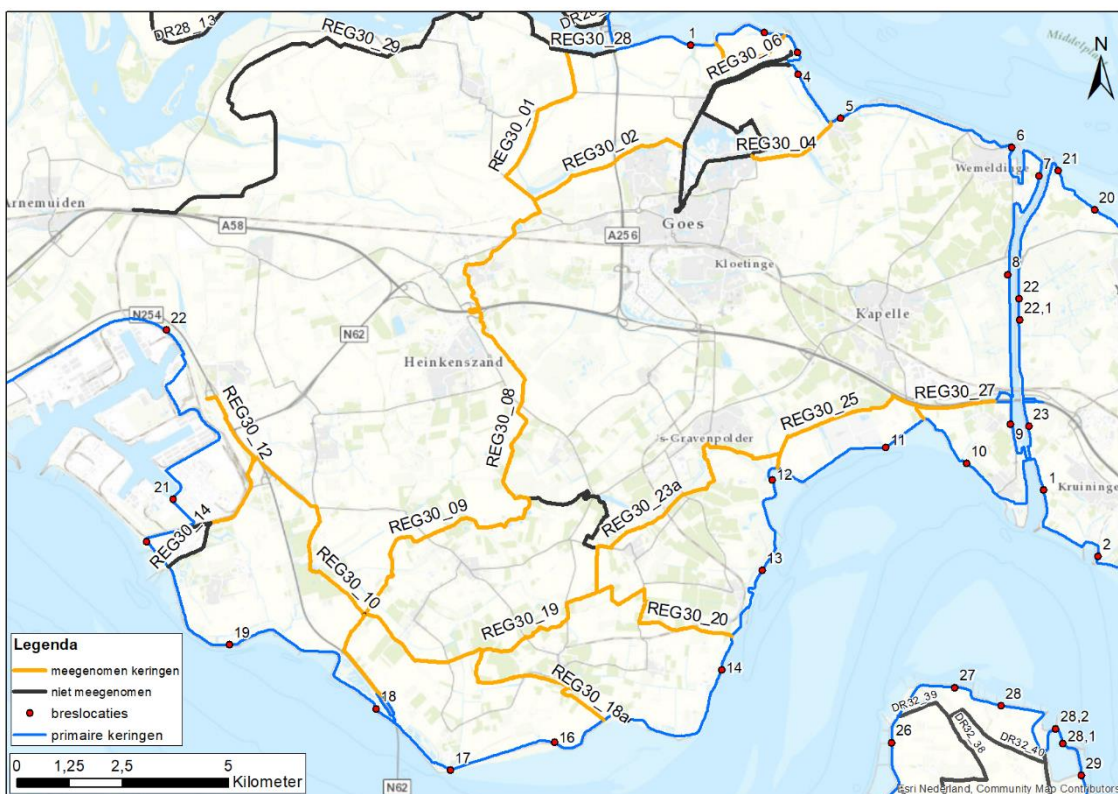 DR28_13
REG30_29
REG30_28
1
REG30_06
Middelpla
N
4
5
REG30_01
REG30_02
REG30_04
6
Wemeldinge
7
21
20
Arnemuiden
A58
A256
Goes
Kloetinge
8
22
22,1
N254
22
N62
Heinkenszand
Kapelle
REG30_12
REG30_08
REG30_25
REG30_27
's-Gravenpolder
11
9
23
10
12
1
Kruininge
21
REG30_14
REG30_09
REG30_23a
2
13
REG30_10
REG30_19
REG30_20
19
14
18
REG30_18a
16
17
N62
27
DR32_39
28
DR32_38
DR32_40
28,2
28,1
26
29
Legenda
meegenomen keringen
niet meegenomen
breslocaties
primaire keringen
0 1,25 2,5 5
Kilometer
Esri Nederland, Community Map Contributors